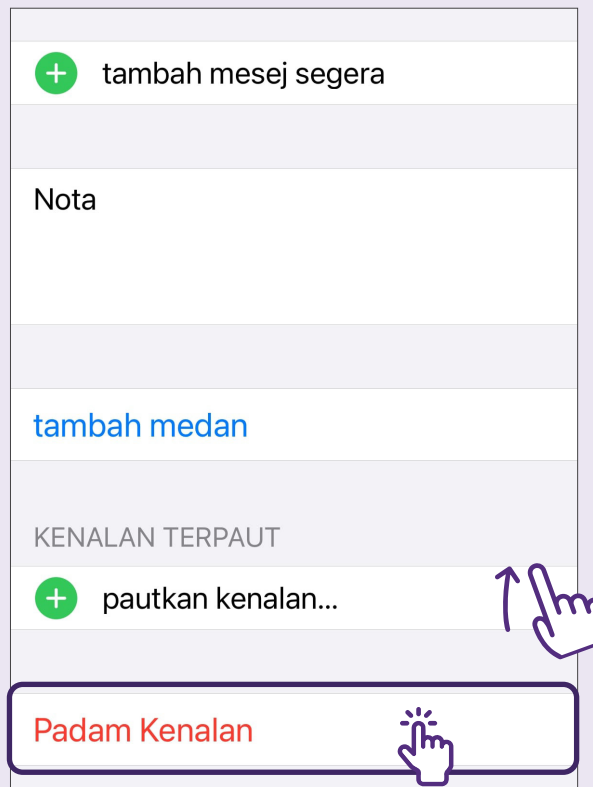 tambah mesej segera
Nota
tambah medan
KENALAN TERPAUT
pautkan kenalan...
Padam Kenalan